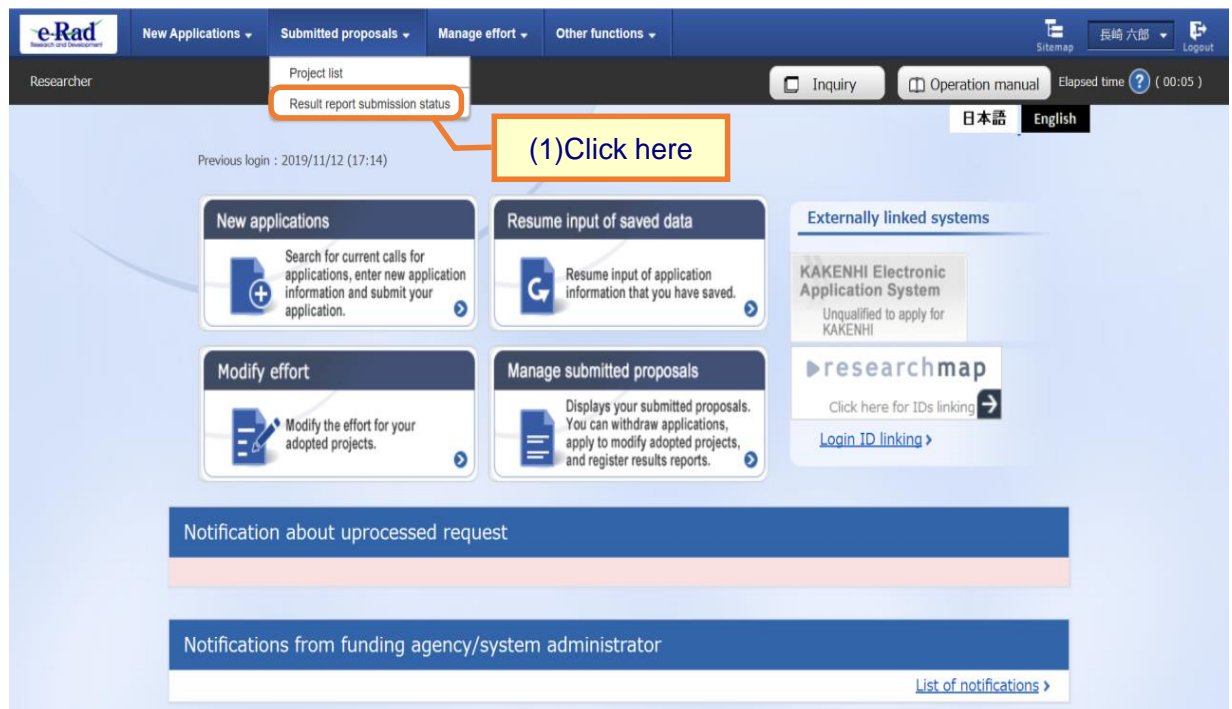 e-Rad
Research and Development
New Applications
Submitted proposals
Manage effort
Other functions
Sitemap
長崎 六郎
Logout
Researcher
Project list
Result report submission status
Inquiry
Operation manual
Elapsed time ? ( 00:05 )
日本語
English
(1)Click here
Previous login : 2019/11/12 (17:14)
New applications
Search for current calls for
applications, enter new application
information and submit your
application.
Resume input of saved data
Resume input of application
information that you have saved.
Externally linked systems
KAKENHI Electronic
Application System
Unqualified to apply for
KAKENHI
Modify effort
Modify the effort for your
adopted projects.
Manage submitted proposals
Displays your submitted proposals.
You can withdraw applications,
apply to modify adopted projects,
and register results reports.
researchmap
Click here for IDs linking
Login ID linking
Notification about uprocessed request
Notifications from funding agency/system administrator
List of notifications